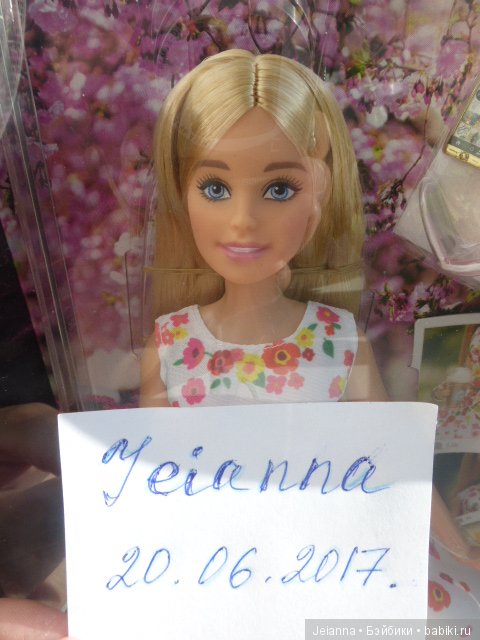 Jeianna
20.06.2017.
Jeianna • Бэйбики • babiki.ru